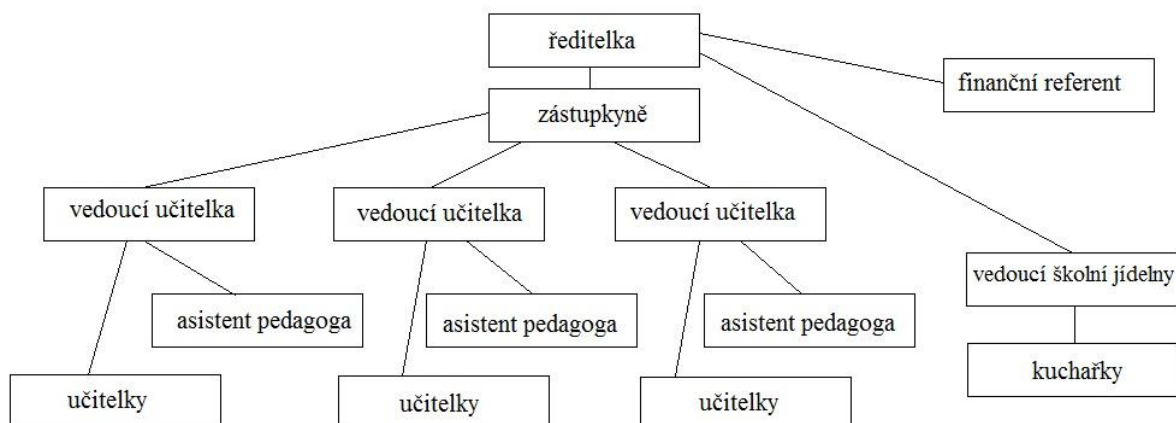 ředitelka
finanční referent
zástupkyně
vedoucí učitelka
vedoucí učitelka
vedoucí učitelka
vedoucí školní jídelny
asistent pedagoga
asistent pedagoga
asistent pedagoga
kuchařky
učitelky
učitelky
učitelky